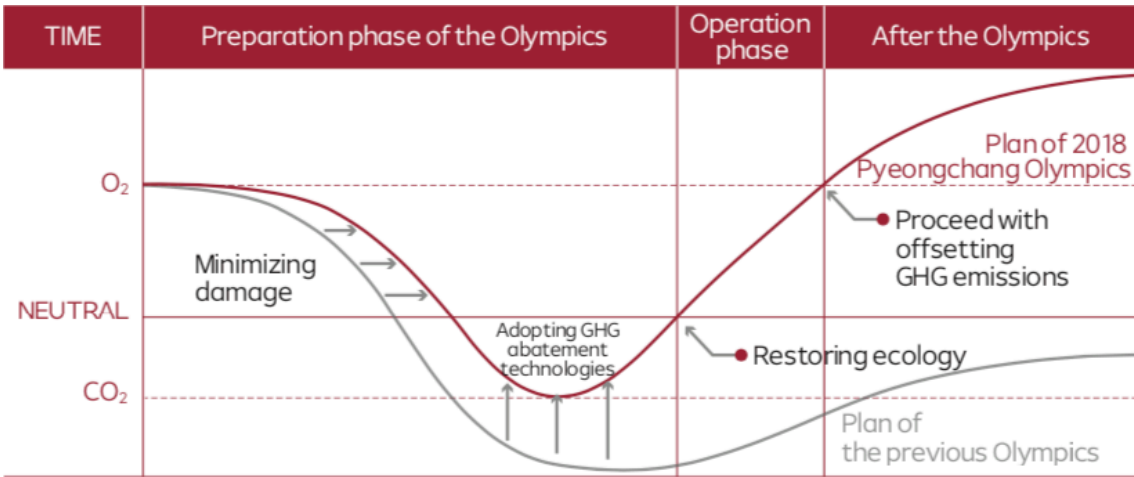 TIME
Preparation phase of the Olympics
Operation
phase
After the Olympics
Plan of 2018
Pyeongchang Olympics
O₂
Proceed with
offsetting
GHG emissions
Minimizing
damage
NEUTRAL
Adopting GHG
abatement
technologies
Restoring ecology
CO₂
Plan of
the previous Olympics